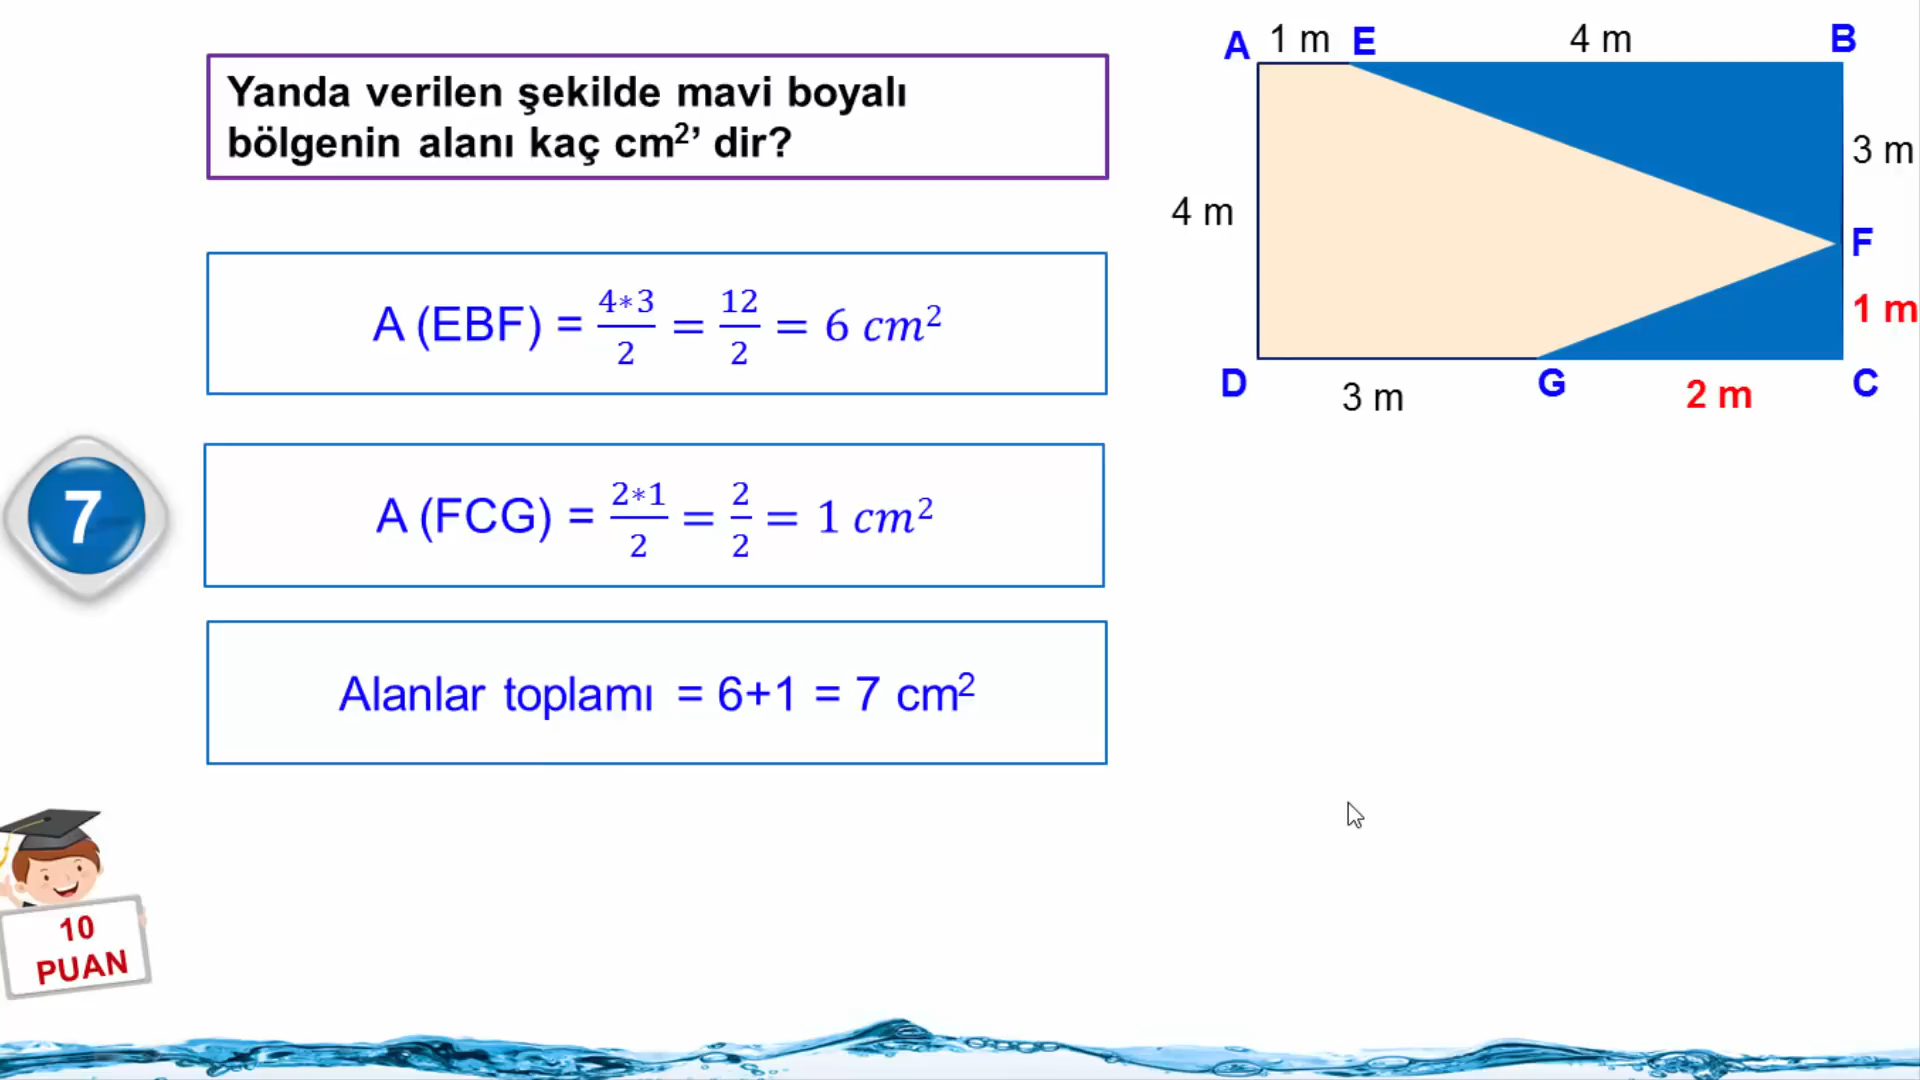 Yanda verilen şekilde mavi boyalı
bölgenin alanı kaç cm²’ dir?
A 1 m E 4 m B
3 m
4 m
F
1 m
D 3 m G 2 m C
A (EBF) = 4*3/2 = 12/2 = 6 cm²
7
A (FCG) = 2*1/2 = 2/2 = 1 cm²
Alanlar toplamı = 6+1 = 7 cm²
10
PUAN